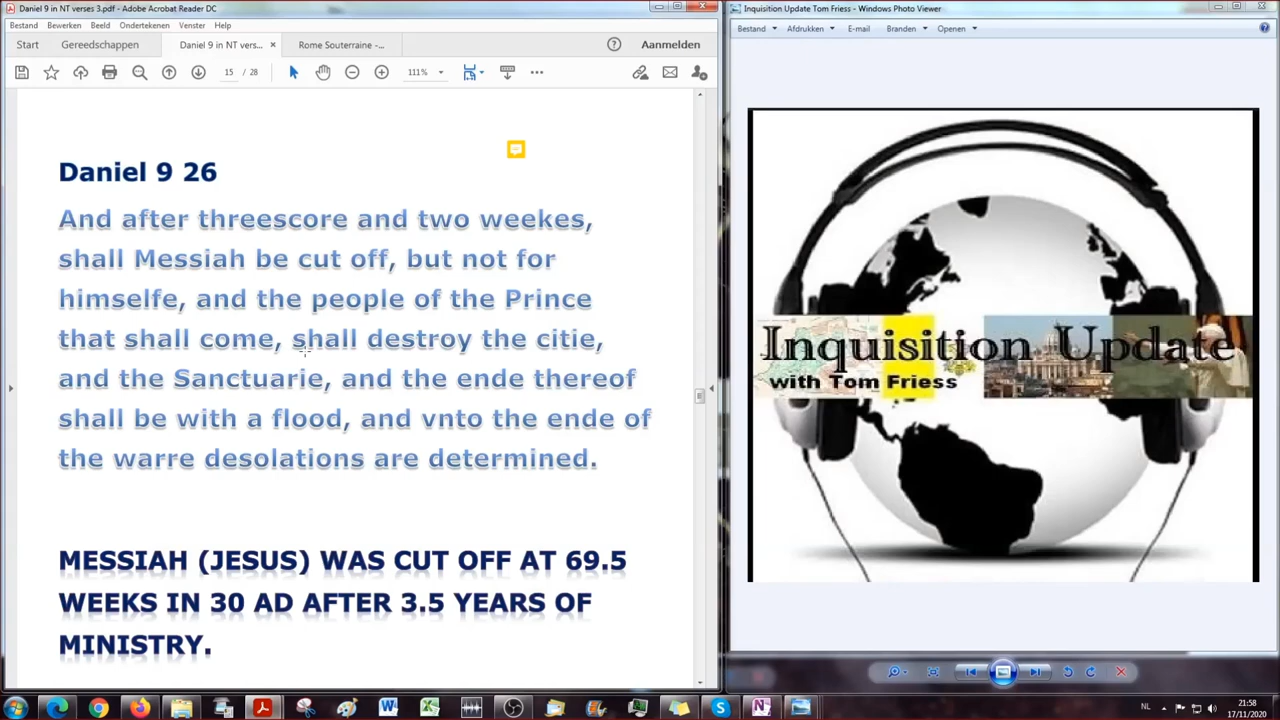 Daniel 9 in NT verses 3.pdf - Adobe Acrobat Reader DC
Bestand Bewerken Beeld Ondertekenen Venster Help
Start Gereedschappen Daniel 9 in NT vers... × Rome Souterraine -... Aanmelden
15 / 28 111%
Daniel 9 26
And after threescore and two weekes,
shall Messiah be cut off, but not for
himselfe, and the people of the Prince
that shall come, shall destroy the citie,
and the Sanctuarie, and the ende thereof
shall be with a flood, and vnto the ende of
the warre desolations are determined.
MESSIAH (JESUS) WAS CUT OFF AT 69.5
WEEKS IN 30 AD AFTER 3.5 YEARS OF
MINISTRY.
Inquisition Update Tom Friess - Windows Photo Viewer
Bestand Afdrukken E-mail Branden Openen
Inquisition Update
with Tom Friess
NL 21:58
17/11/2020